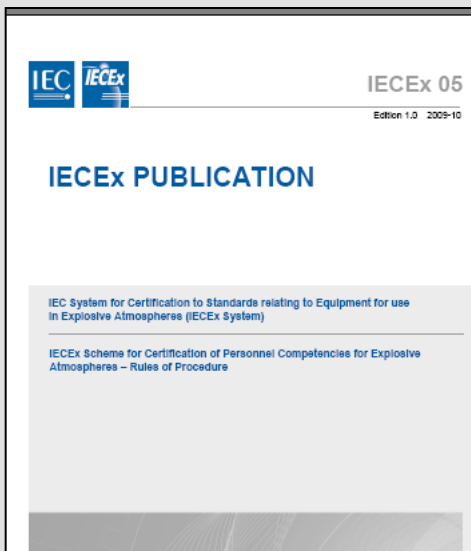 IEC IECEx
IECEx 05
Edition 1.0 2009-10
IECEx PUBLICATION
IEC System for Certification to Standards relating to Equipment for use
in Explosive Atmospheres (IECEx System)
IECEx Scheme for Certification of Personnel Competencies for Explosive
Atmospheres – Rules of Procedure